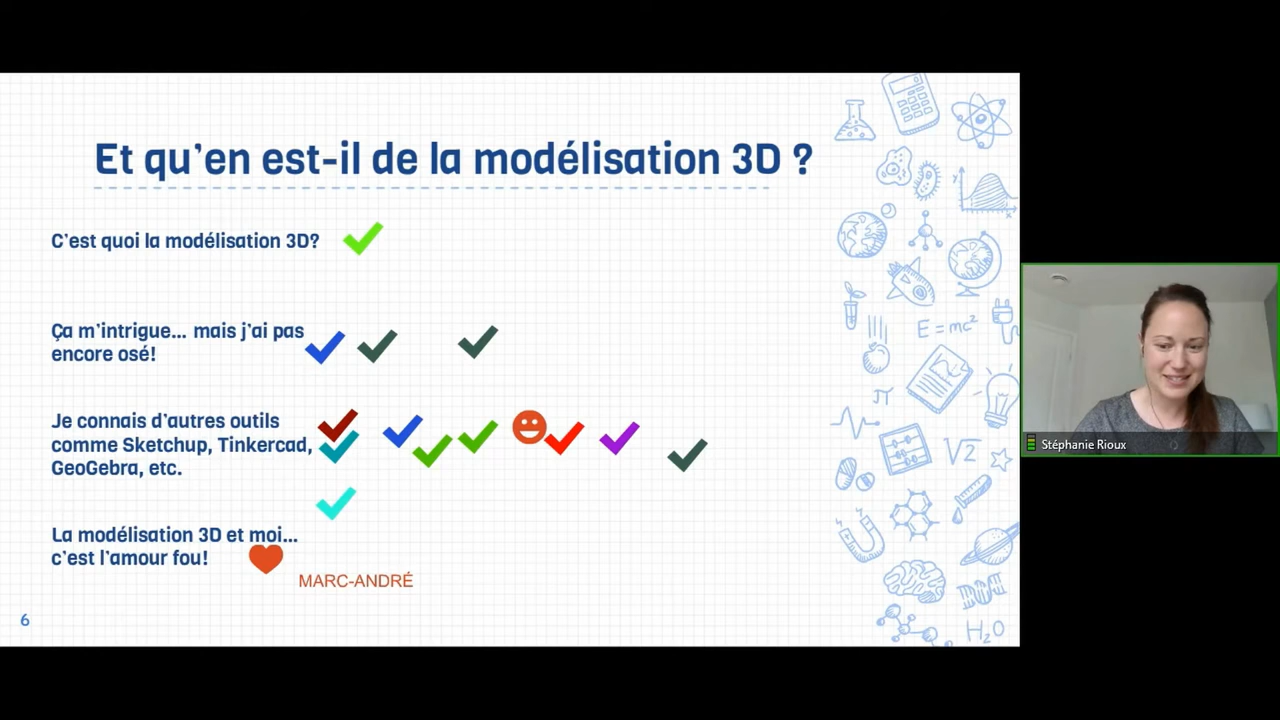 Et qu'en est-il de la modélisation 3D ?
C'est quoi la modélisation 3D?
Ça m'intrigue... mais j'ai pas
encore osé!
Je connais d'autres outils
comme Sketchup, Tinkercad,
GeoGebra, etc.
La modélisation 3D et moi...
c'est l'amour fou!
MARC-ANDRÉ
6
y
x
E=mc²
π
√2
H₂O
Stéphanie Rioux